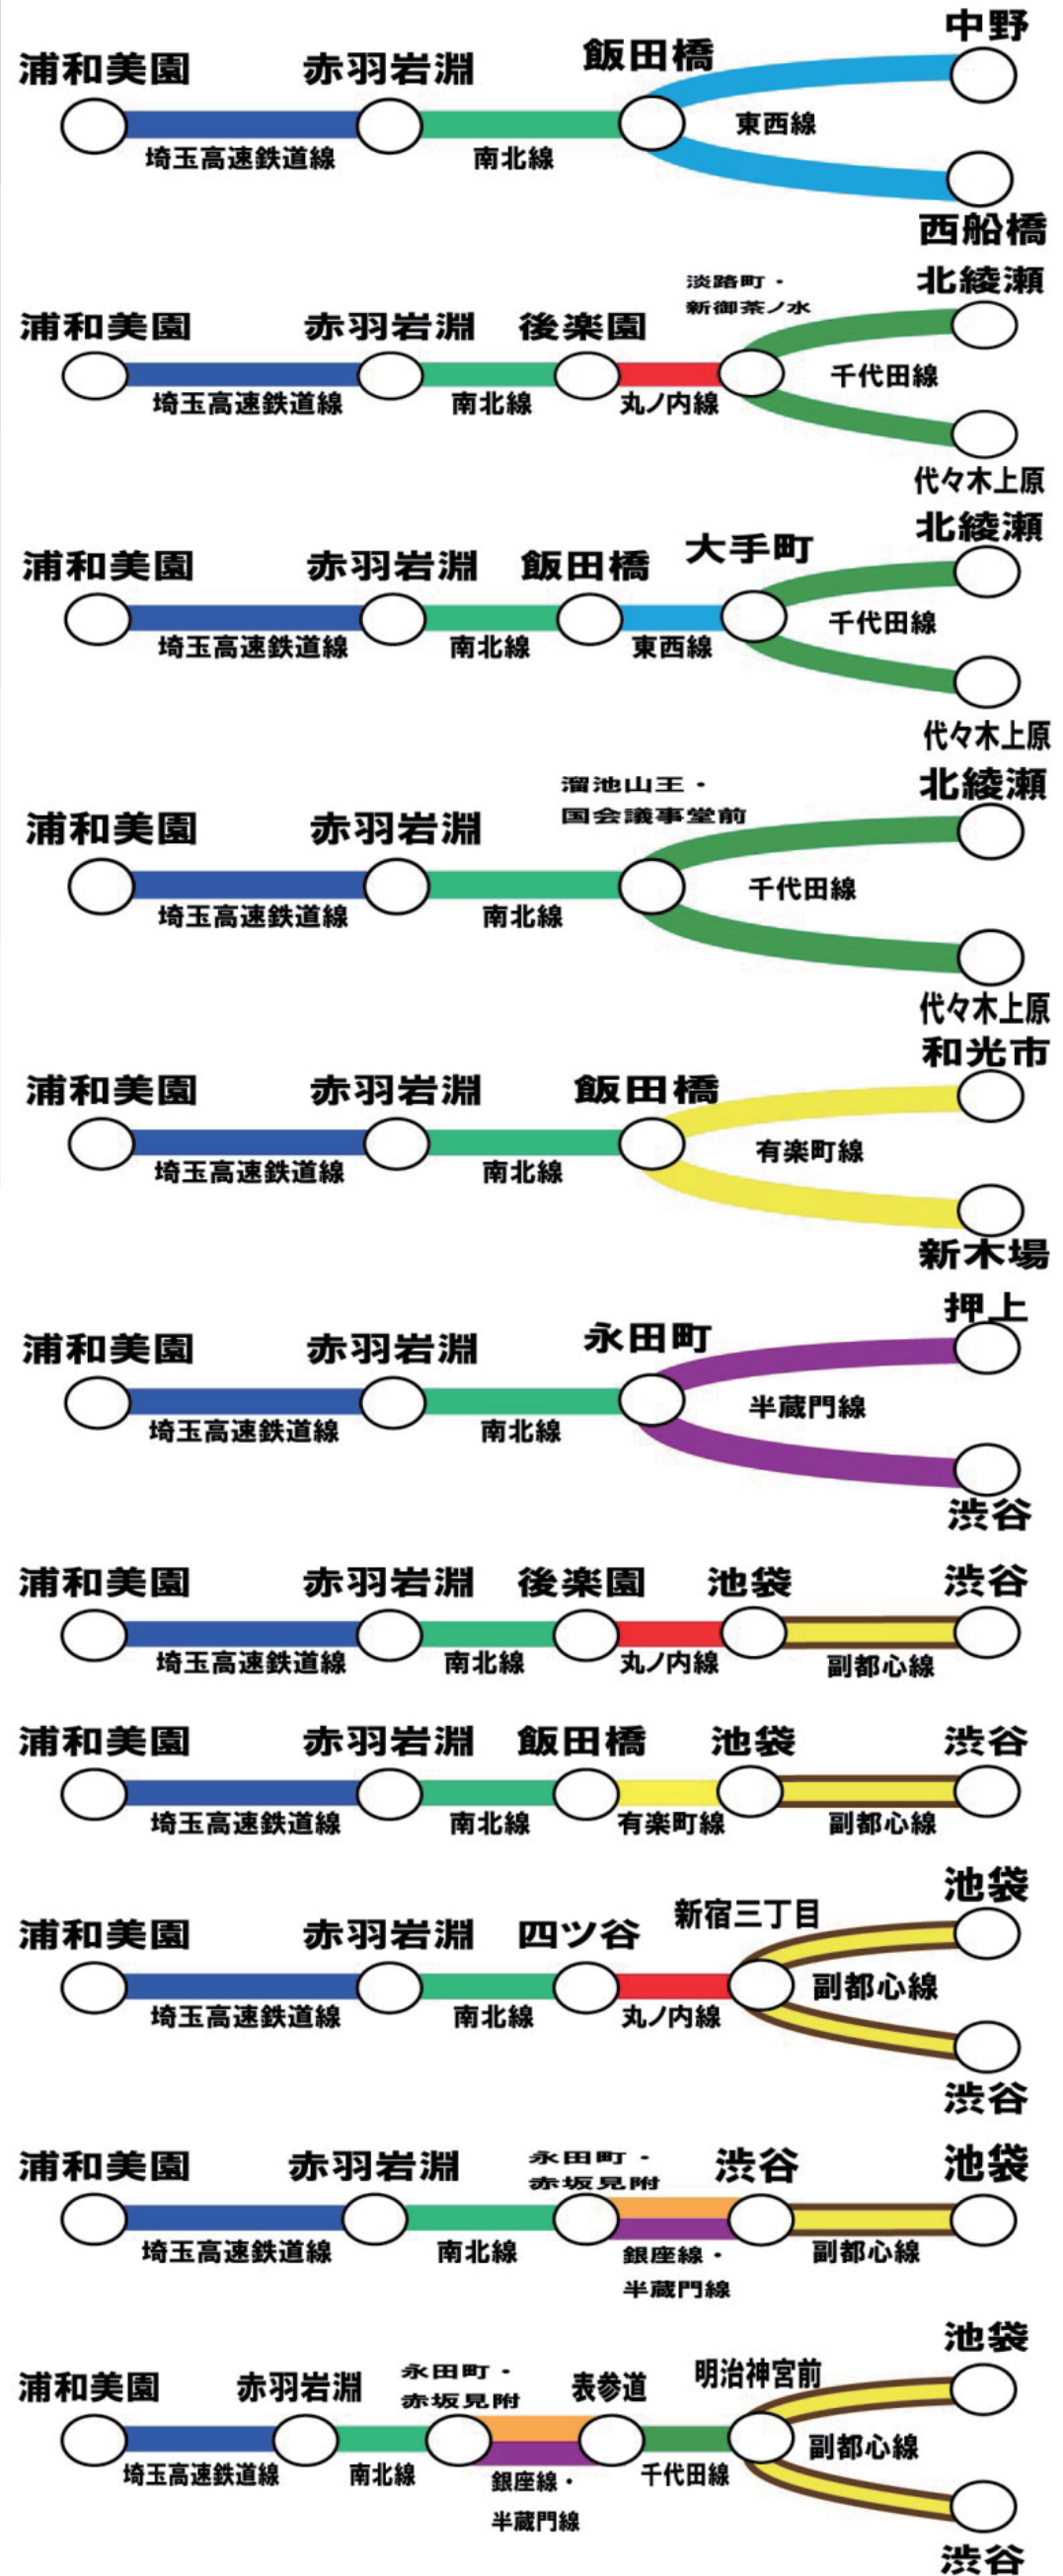 中野
浦和美園 赤羽岩淵 飯田橋
東西線
埼玉高速鉄道線 南北線
西船橋
北綾瀬
淡路町・
新御茶ノ水
浦和美園 赤羽岩淵 後楽園
千代田線
埼玉高速鉄道線 南北線 丸ノ内線
代々木上原
北綾瀬
大手町
浦和美園 赤羽岩淵 飯田橋
千代田線
埼玉高速鉄道線 南北線 東西線
代々木上原
北綾瀬
溜池山王・
国会議事堂前
浦和美園 赤羽岩淵
千代田線
埼玉高速鉄道線 南北線
代々木上原
和光市
浦和美園 赤羽岩淵 飯田橋
有楽町線
埼玉高速鉄道線 南北線
新木場
押上
浦和美園 赤羽岩淵 永田町
半蔵門線
埼玉高速鉄道線 南北線
渋谷
浦和美園 赤羽岩淵 後楽園 池袋 渋谷
埼玉高速鉄道線 南北線 丸ノ内線 副都心線
浦和美園 赤羽岩淵 飯田橋 池袋 渋谷
埼玉高速鉄道線 南北線 有楽町線 副都心線
池袋
浦和美園 赤羽岩淵 四ツ谷 新宿三丁目
副都心線
埼玉高速鉄道線 南北線 丸ノ内線
渋谷
永田町・
赤坂見附
浦和美園 赤羽岩淵 渋谷 池袋
埼玉高速鉄道線 南北線 銀座線・ 副都心線
半蔵門線
池袋
永田町・
赤坂見附
浦和美園 赤羽岩淵 表参道 明治神宮前
副都心線
埼玉高速鉄道線 南北線 銀座線・ 千代田線
半蔵門線
渋谷